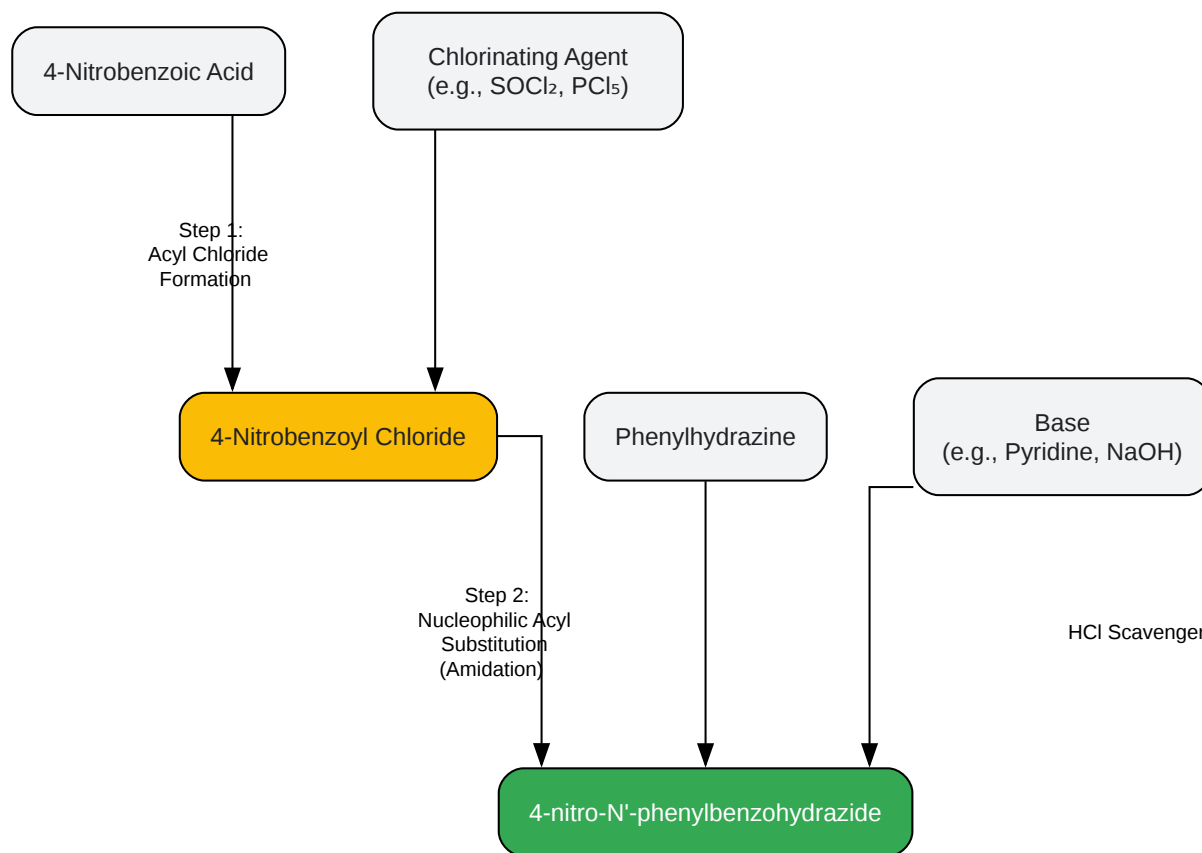 4-Nitrobenzoic Acid
Chlorinating Agent
(e.g., SOCl₂, PCl₅)
Step 1:
Acyl Chloride
Formation
4-Nitrobenzoyl Chloride
Phenylhydrazine
Base
(e.g., Pyridine, NaOH)
Step 2:
Nucleophilic Acyl
Substitution
(Amidation)
HCl Scavenger
4-nitro-N'-phenylbenzohydrazide